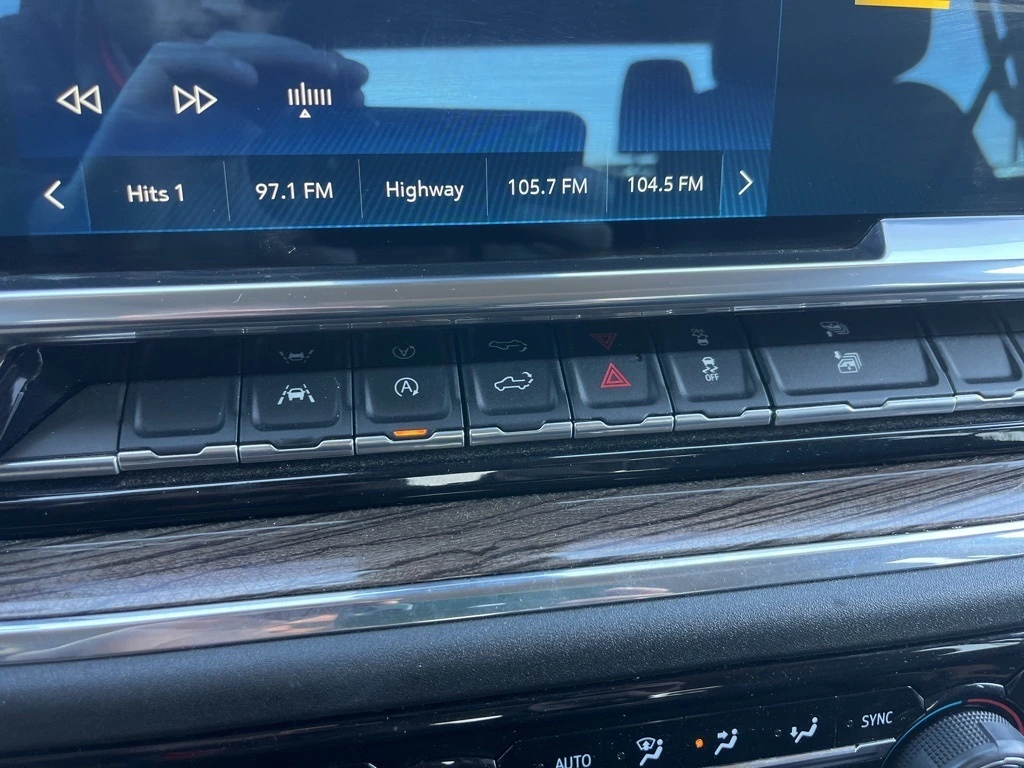 Hits 1 97.1 FM Highway 105.7 FM 104.5 FM
A
OFF
AUTO SYNC